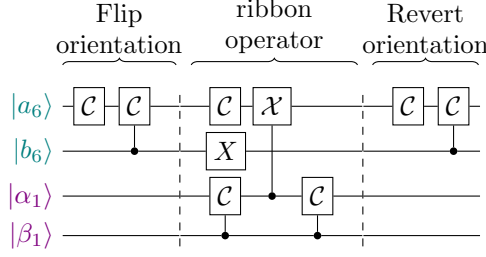 Flip orientation
ribbon operator
Revert orientation
|a₆⟩ C C C 𝒳 C C
|b₆⟩ X
|α₁⟩ C C
|β₁⟩